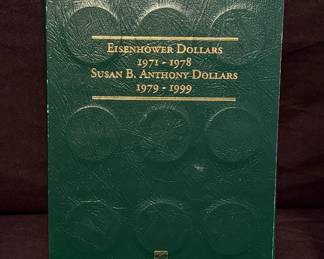 EISENHOWER DOLLARS
1971 - 1978
SUSAN B. ANTHONY DOLLARS
1979 - 1999